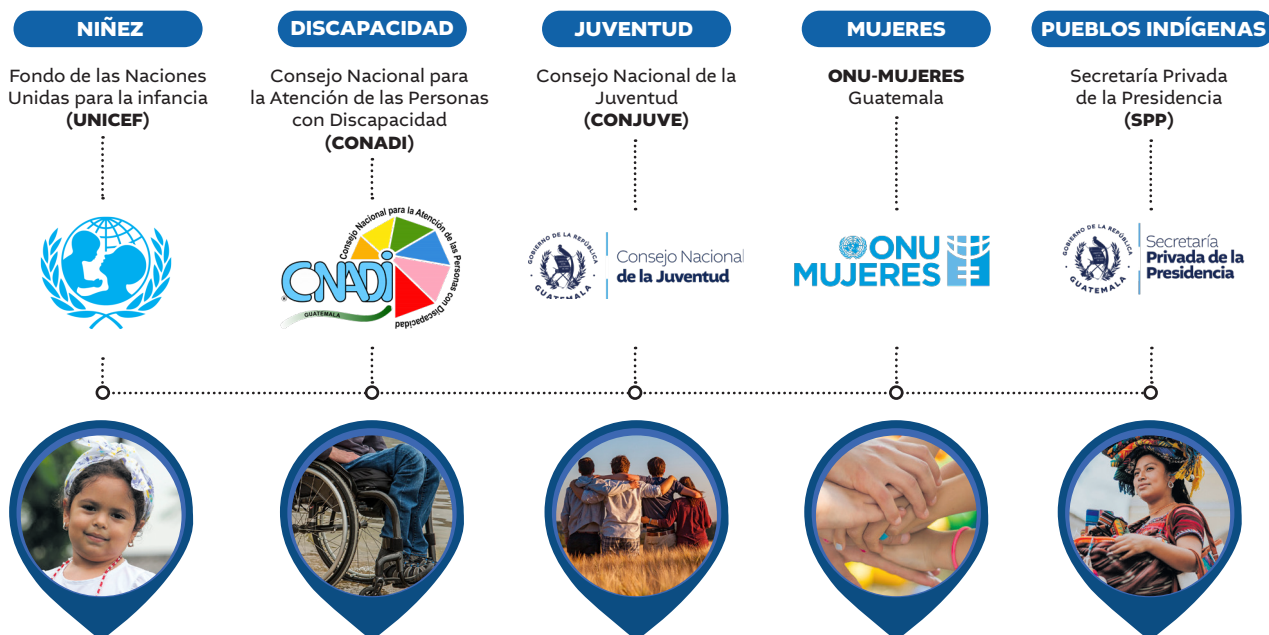 NIÑEZ
Fondo de las Naciones
Unidas para la infancia
(UNICEF)
DISCAPACIDAD
Consejo Nacional para
la Atención de las Personas
con Discapacidad
(CONADI)
Consejo Nacional para la Atención de las Personas con Discapacidad
CNADI
®
GUATEMALA
JUVENTUD
Consejo Nacional de la
Juventud
(CONJUVE)
GOBIERNO DE LA REPÚBLICA
GUATEMALA
Consejo Nacional
de la Juventud
MUJERES
ONU-MUJERES
Guatemala
ONU
MUJERES
PUEBLOS INDÍGENAS
Secretaría Privada
de la Presidencia
(SPP)
GOBIERNO DE LA REPÚBLICA
GUATEMALA
Secretaría
Privada de la
Presidencia